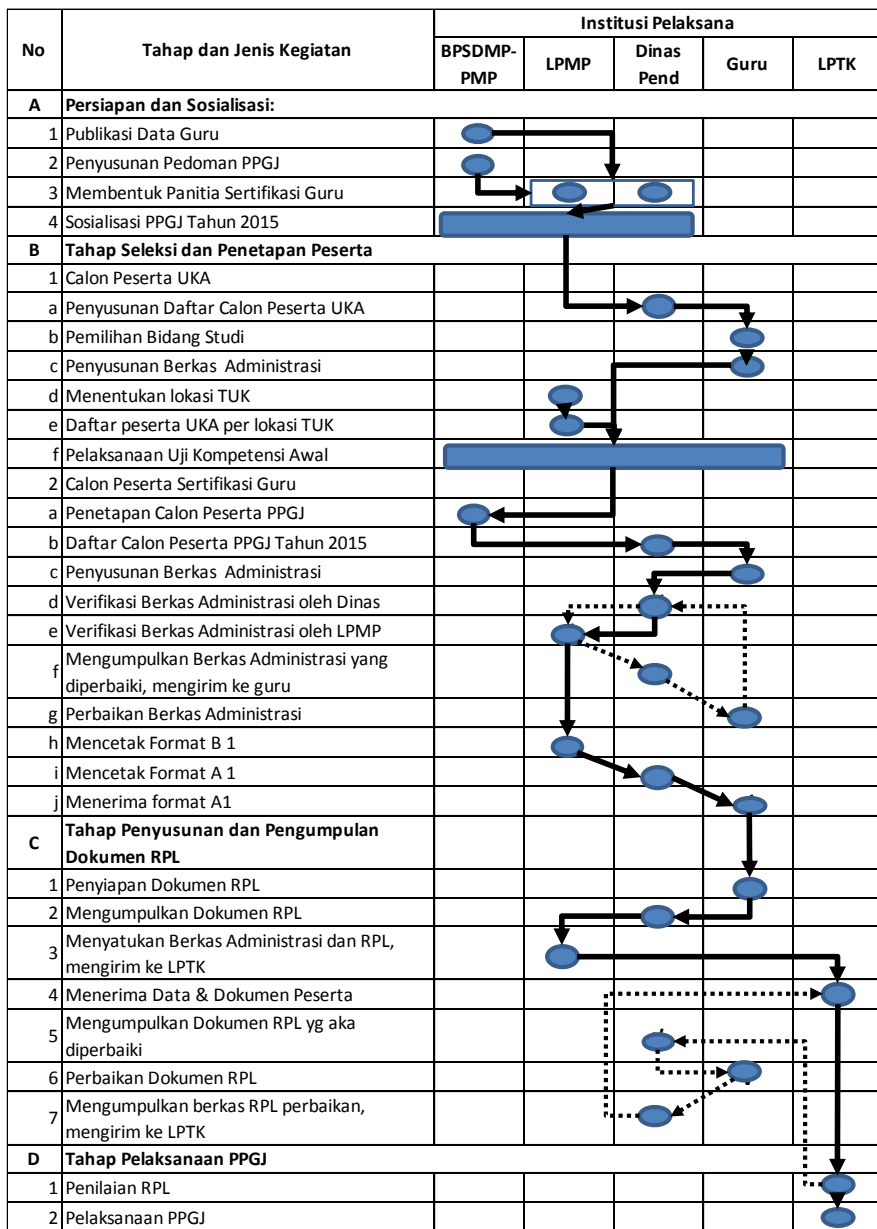 Institusi Pelaksana
No Tahap dan Jenis Kegiatan BPSDMP-PMP LPMP Dinas Pend Guru LPTK
A Persiapan dan Sosialisasi:
1 Publikasi Data Guru
2 Penyusunan Pedoman PPGJ
3 Membentuk Panitia Sertifikasi Guru
4 Sosialisasi PPGJ Tahun 2015
B Tahap Seleksi dan Penetapan Peserta
1 Calon Peserta UKA
a Penyusunan Daftar Calon Peserta UKA
b Pemilihan Bidang Studi
c Penyusunan Berkas Administrasi
d Menentukan lokasi TUK
e Daftar peserta UKA per lokasi TUK
f Pelaksanaan Uji Kompetensi Awal
2 Calon Peserta Sertifikasi Guru
a Penetapan Calon Peserta PPGJ
b Daftar Calon Peserta PPGJ Tahun 2015
c Penyusunan Berkas Administrasi
d Verifikasi Berkas Administrasi oleh Dinas
e Verifikasi Berkas Administrasi oleh LPMP
f Mengumpulkan Berkas Administrasi yang
diperbaiki, mengirim ke guru
g Perbaikan Berkas Administrasi
h Mencetak Format B 1
i Mencetak Format A 1
j Menerima format A1
C Tahap Penyusunan dan Pengumpulan
Dokumen RPL
1 Penyiapan Dokumen RPL
2 Mengumpulkan Dokumen RPL
3 Menyatukan Berkas Administrasi dan RPL,
mengirim ke LPTK
4 Menerima Data & Dokumen Peserta
5 Mengumpulkan Dokumen RPL yg aka
diperbaiki
6 Perbaikan Dokumen RPL
7 Mengumpulkan berkas RPL perbaikan,
mengirim ke LPTK
D Tahap Pelaksanaan PPGJ
1 Penilaian RPL
2 Pelaksanaan PPGJ